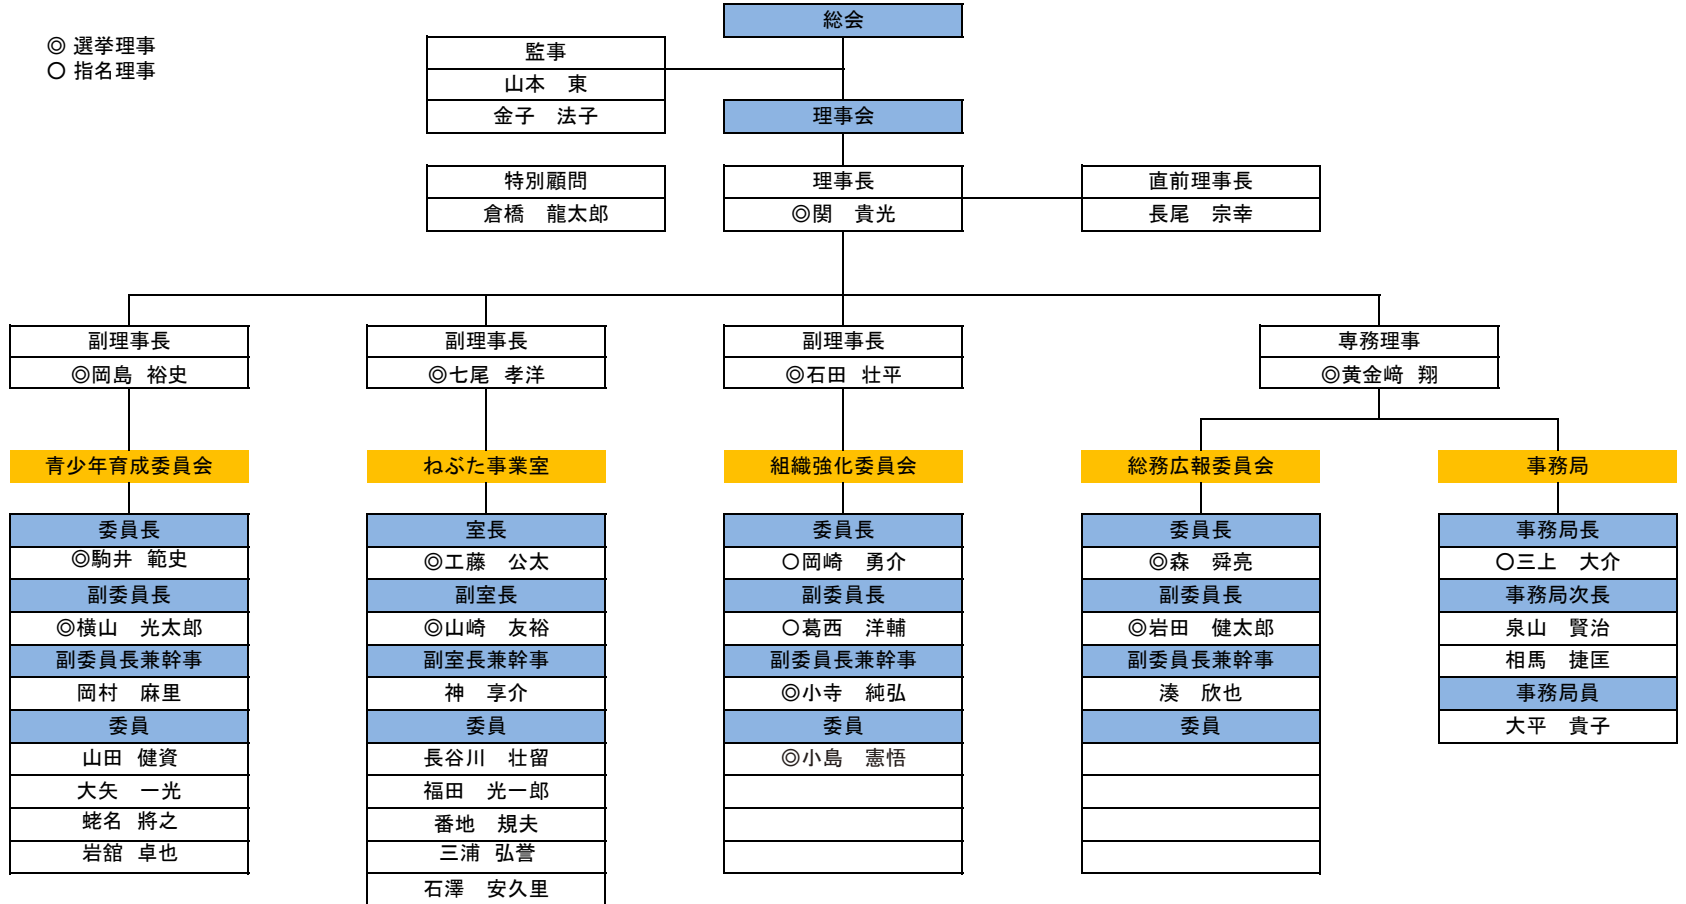 総会
◎ 選挙理事
〇 指名理事
監事
山本　東
金子　法子
理事会
特別顧問
倉橋　龍太郎
理事長
◎関　貴光
直前理事長
長尾　宗幸
副理事長
◎岡島 裕史
副理事長
◎七尾 孝洋
副理事長
◎石田 壮平
専務理事
◎黄金﨑 翔
青少年育成委員会
委員長
◎駒井 範史
副委員長
◎横山　光太郎
副委員長兼幹事
岡村　麻里
委員
山田 健資
大矢　一光
蛯名 將之
岩舘 卓也
ねぶた事業室
室長
◎工藤　公太
副室長
◎山崎　友裕
副室長兼幹事
神　享介
委員
長谷川　壮留
福田　光一郎
番地　規夫
三浦 弘誉
石澤　安久里
組織強化委員会
委員長
〇岡崎　勇介
副委員長
〇葛西　洋輔
副委員長兼幹事
◎小寺　純弘
委員
◎小島　憲悟
総務広報委員会
委員長
◎森　舜亮
副委員長
◎岩田　健太郎
副委員長兼幹事
湊　欣也
委員
事務局
事務局長
〇三上　大介
事務局次長
泉山　賢治
相馬　捷匡
事務局員
大平　貴子